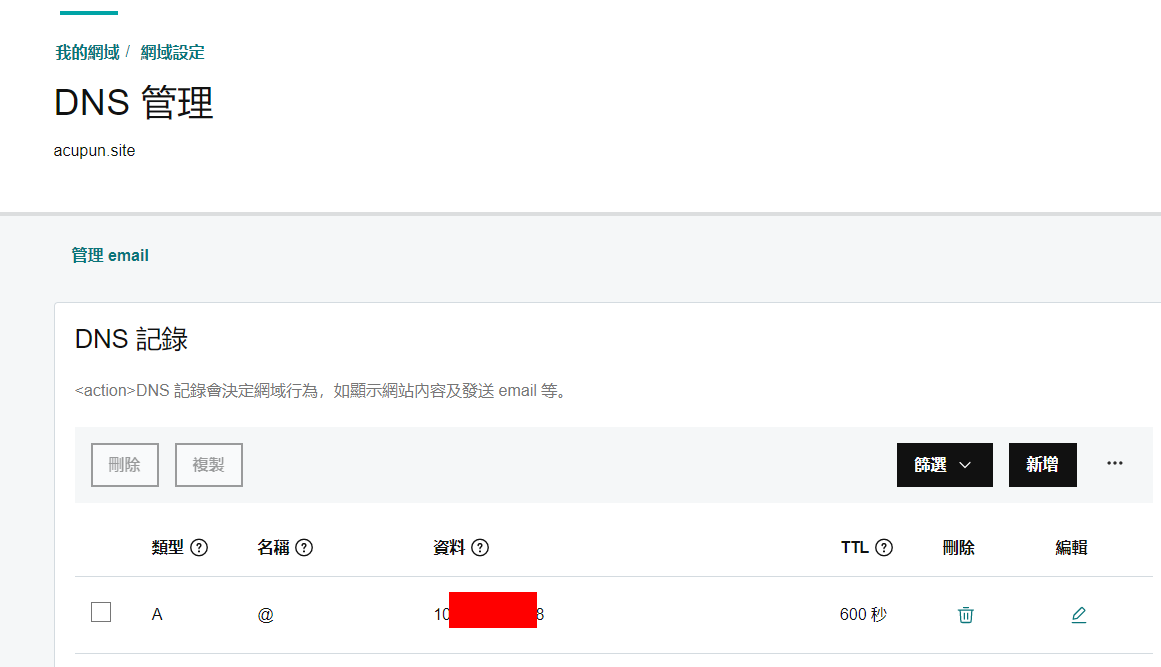 我的網域 / 網域設定
DNS 管理
acupun.site
管理 email
DNS 記錄
<action>DNS 記錄會決定網域行為，如顯示網站內容及發送 email 等。
刪除 複製 篩選 新增 ···
類型 ? 名稱 ? 資料 ? TTL ? 刪除 編輯
A @ 10 8 600 秒